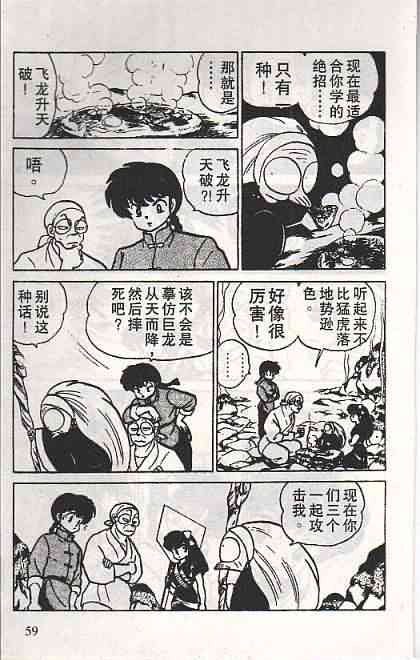 现在最适
合你学的
绝招……
只有一
种！
那就是
……
飞龙升天
破！
飞龙升
天破?!
唔。
听起来不
比猛虎落
地势逊
色。
好像很
厉害！
该不会是
摹仿巨龙
从天而降，
然后摔
死吧？
别说这
种话！
现在你
们三个
一起攻
击我。
59